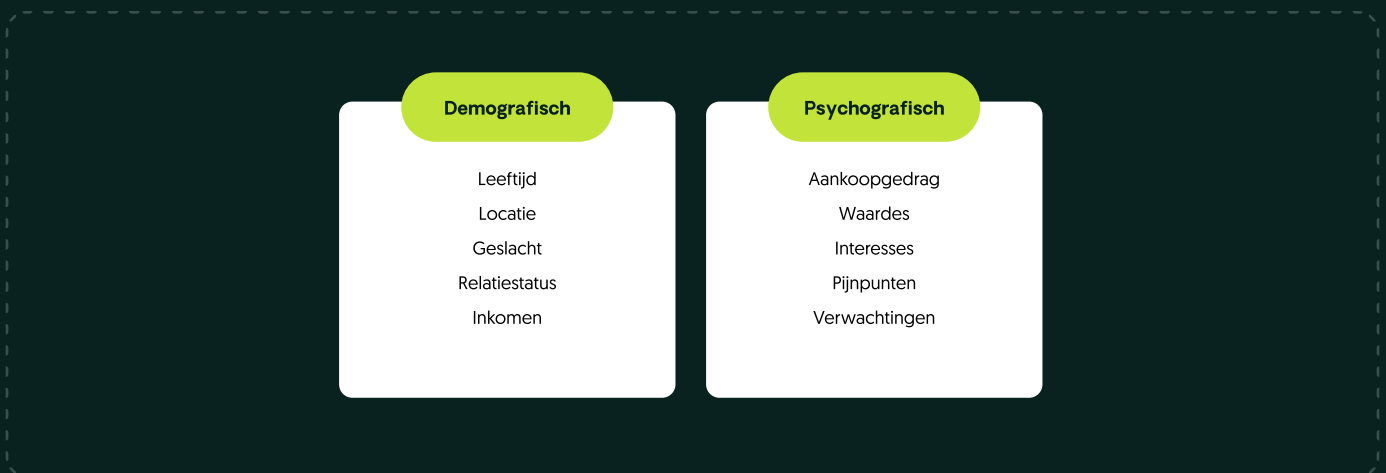 Demografisch
Leeftijd
Locatie
Geslacht
Relatiestatus
Inkomen
Psychografisch
Aankoopgedrag
Waardes
Interesses
Pijnpunten
Verwachtingen